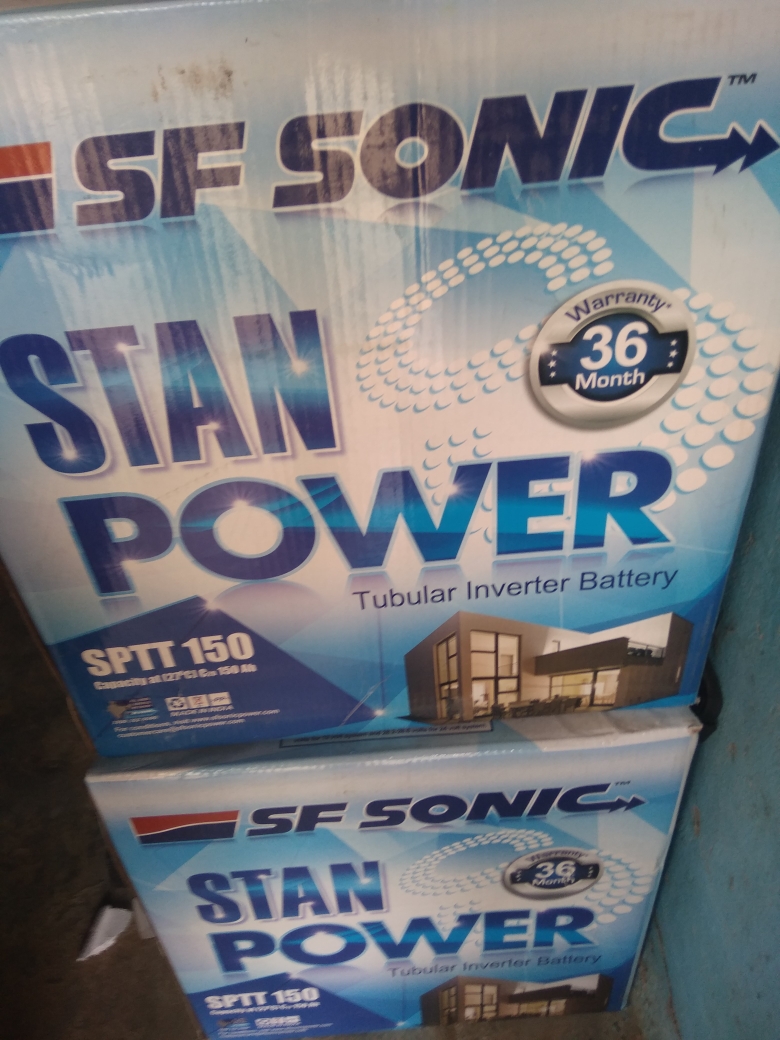 SF SONIC™
Warranty*
36
Month
STAN
POWER
Tubular Inverter Battery
SPTT 150
Capacity at (27°C) C₂₀ 150 Ah
MADE IN INDIA
SF SONIC™
Warranty*
36
Month
STAN
POWER
Tubular Inverter Battery
SPTT 150